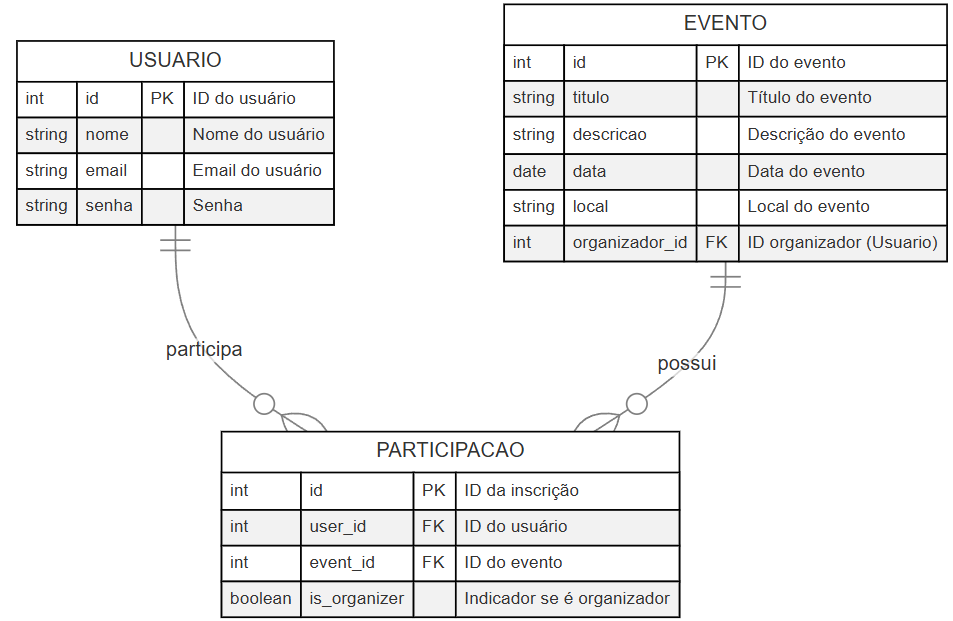 USUARIO
int id PK ID do usuário
string nome Nome do usuário
string email Email do usuário
string senha Senha
EVENTO
int id PK ID do evento
string titulo Título do evento
string descricao Descrição do evento
date data Data do evento
string local Local do evento
int organizador_id FK ID organizador (Usuario)
participa
possui
PARTICIPACAO
int id PK ID da inscrição
int user_id FK ID do usuário
int event_id FK ID do evento
boolean is_organizer Indicador se é organizador